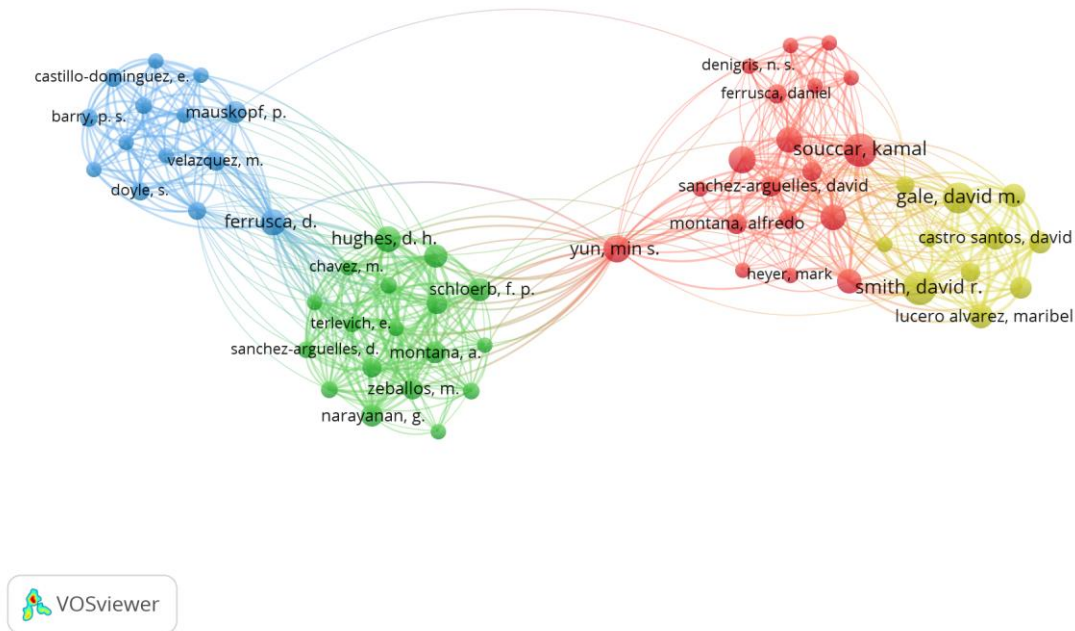 castillo-dominguez, e.
mauskopf, p.
barry, p. s.
velazquez, m.
doyle, s.
ferrusca, d.
hughes, d. h.
chavez, m.
schloerb, f. p.
terlevich, e.
sanchez-arguelles, d.
montana, a.
zeballos, m.
narayanan, g.
yun, min s.
denigris, n. s.
ferrusca, daniel
souccar, kamal
sanchez-arguelles, david
montana, alfredo
heyer, mark
gale, david m.
castro santos, david
smith, david r.
lucero alvarez, maribel
VOSviewer